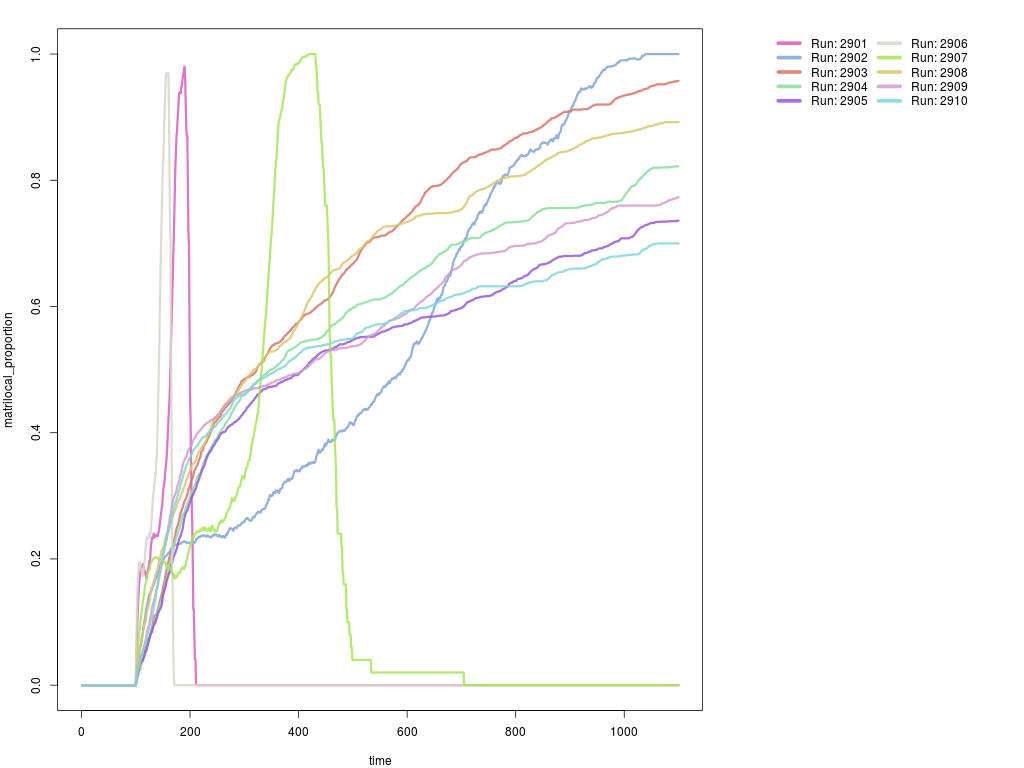 1.0
0.8
0.6
0.4
0.2
0.0
matrilocal_proportion
0 200 400 600 800 1000
time
Run: 2901 Run: 2906
Run: 2902 Run: 2907
Run: 2903 Run: 2908
Run: 2904 Run: 2909
Run: 2905 Run: 2910